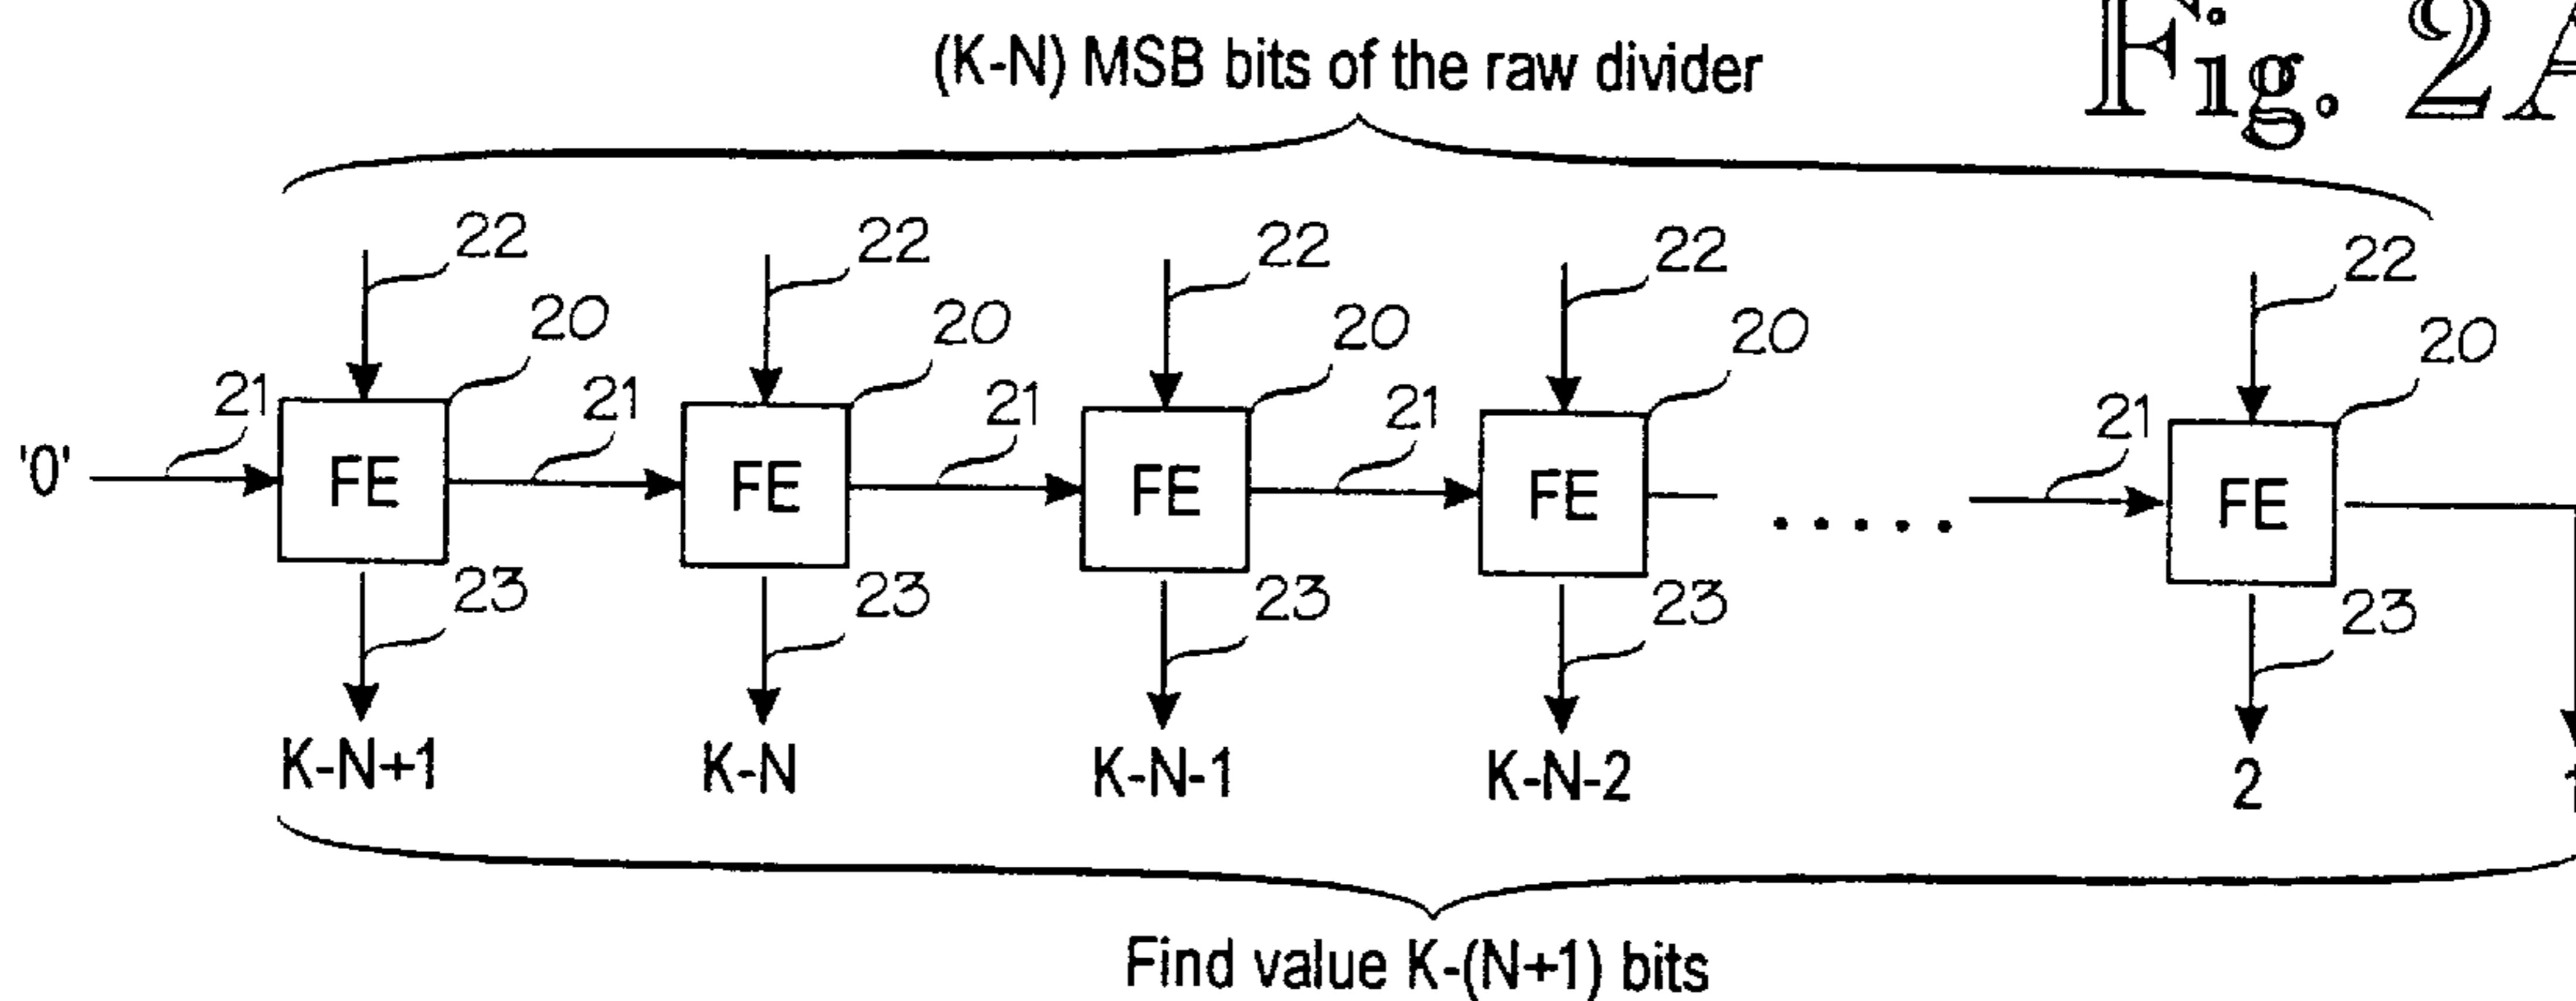 Fig. 2A
(K-N) MSB bits of the raw divider
22 22 22 22 22
20 20 20 20 20
21 21 21 21 21
'0' FE FE FE FE ..... FE
23 23 23 23 23
K-N+1 K-N K-N-1 K-N-2 2
Find value K-(N+1) bits